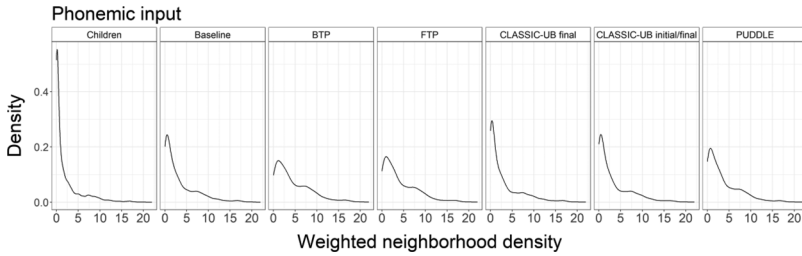 Phonemic input
Children Baseline BTP FTP CLASSIC-UB final CLASSIC-UB initial/final PUDDLE
Density
0.4
0.2
0.0
0 5 10 15 20 0 5 10 15 20 0 5 10 15 20 0 5 10 15 20 0 5 10 15 20 0 5 10 15 20 0 5 10 15 20
Weighted neighborhood density